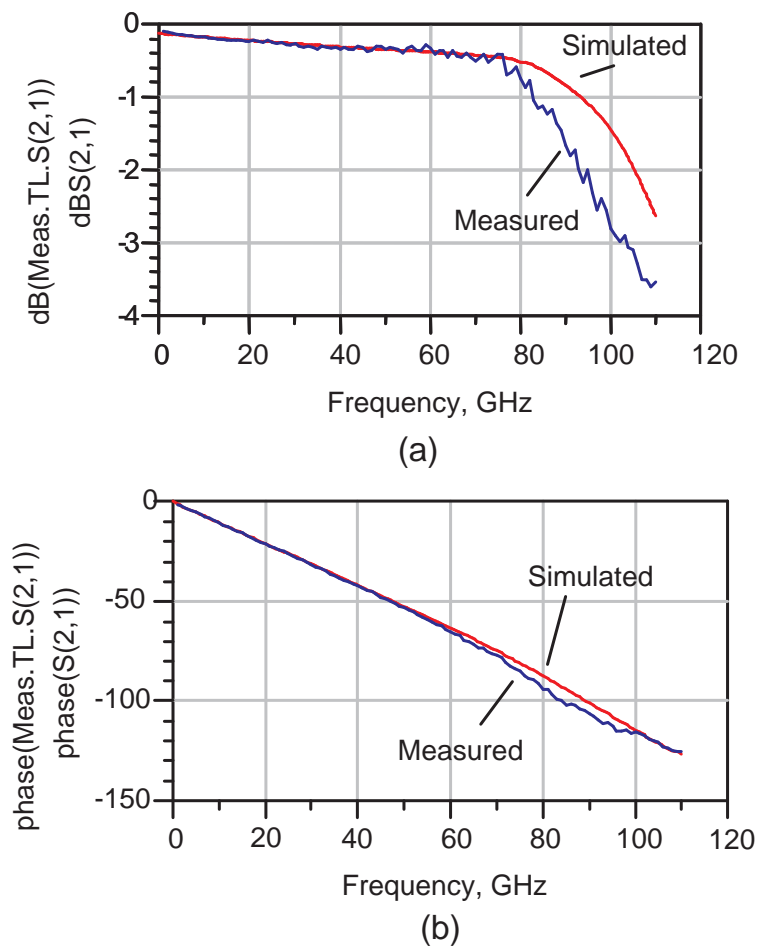 dB(Meas.TL.S(2,1))
dBS(2,1)
0
-1
-2
-3
-4
Simulated
Measured
0 20 40 60 80 100 120
Frequency, GHz
(a)
phase(Meas.TL.S(2,1))
phase(S(2,1))
0
-50
-100
-150
Simulated
Measured
0 20 40 60 80 100 120
Frequency, GHz
(b)